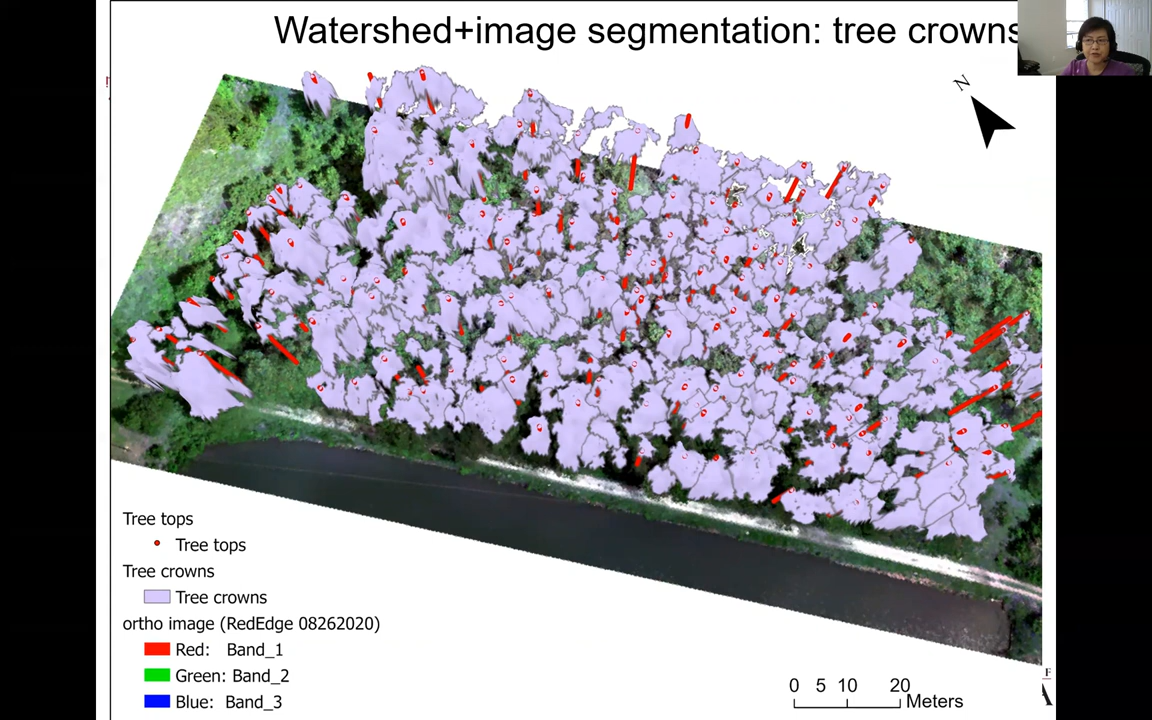 Watershed+image segmentation: tree crowns
N
Tree tops
Tree tops
Tree crowns
Tree crowns
ortho image (RedEdge 08262020)
Red: Band_1
Green: Band_2
Blue: Band_3
0 5 10 20
Meters
F